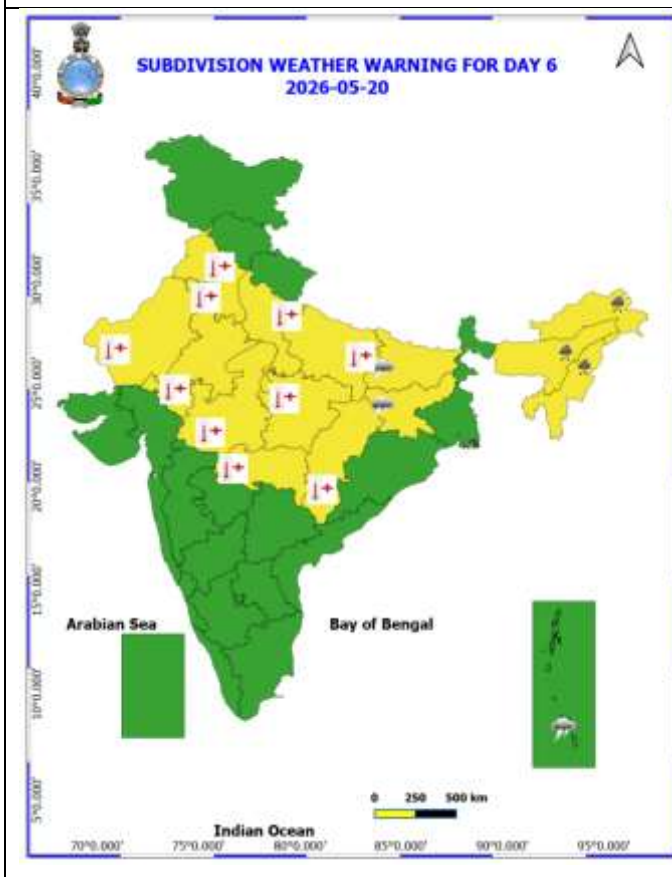 SUBDIVISION WEATHER WARNING FOR DAY 6
2026-05-20
40°0.000'
35°0.000'
30°0.000'
25°0.000'
20°0.000'
15°0.000'
10°0.000'
5°0.000'
Arabian Sea
Bay of Bengal
0 250 500 km
Indian Ocean
70°0.000' 75°0.000' 80°0.000' 85°0.000' 90°0.000' 95°0.000'